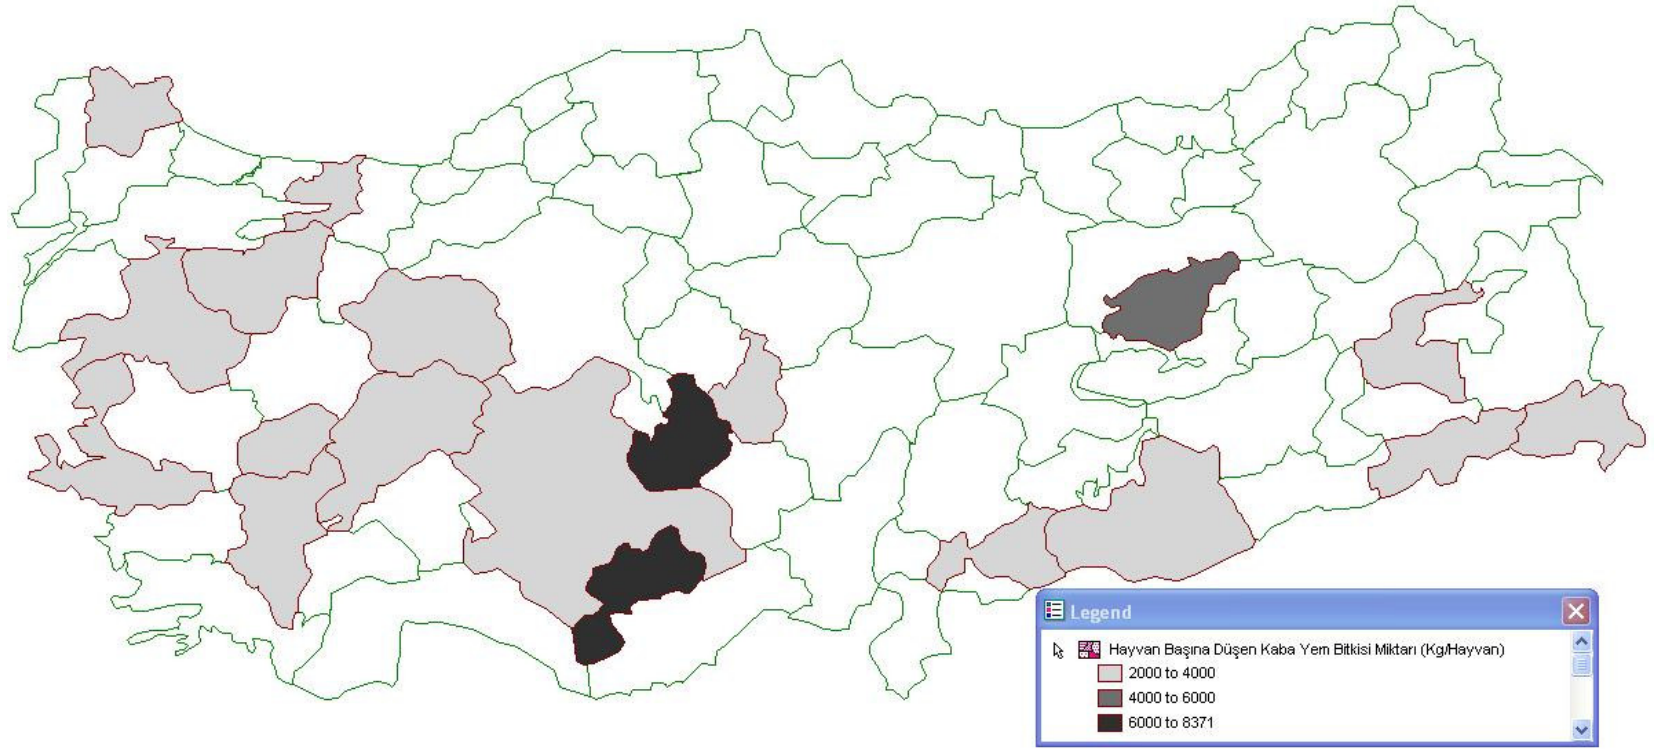 Legend
Hayvan Başına Düşen Kaba Yem Bitkisi Miktarı (Kg/Hayvan)
2000 to 4000
4000 to 6000
6000 to 8371